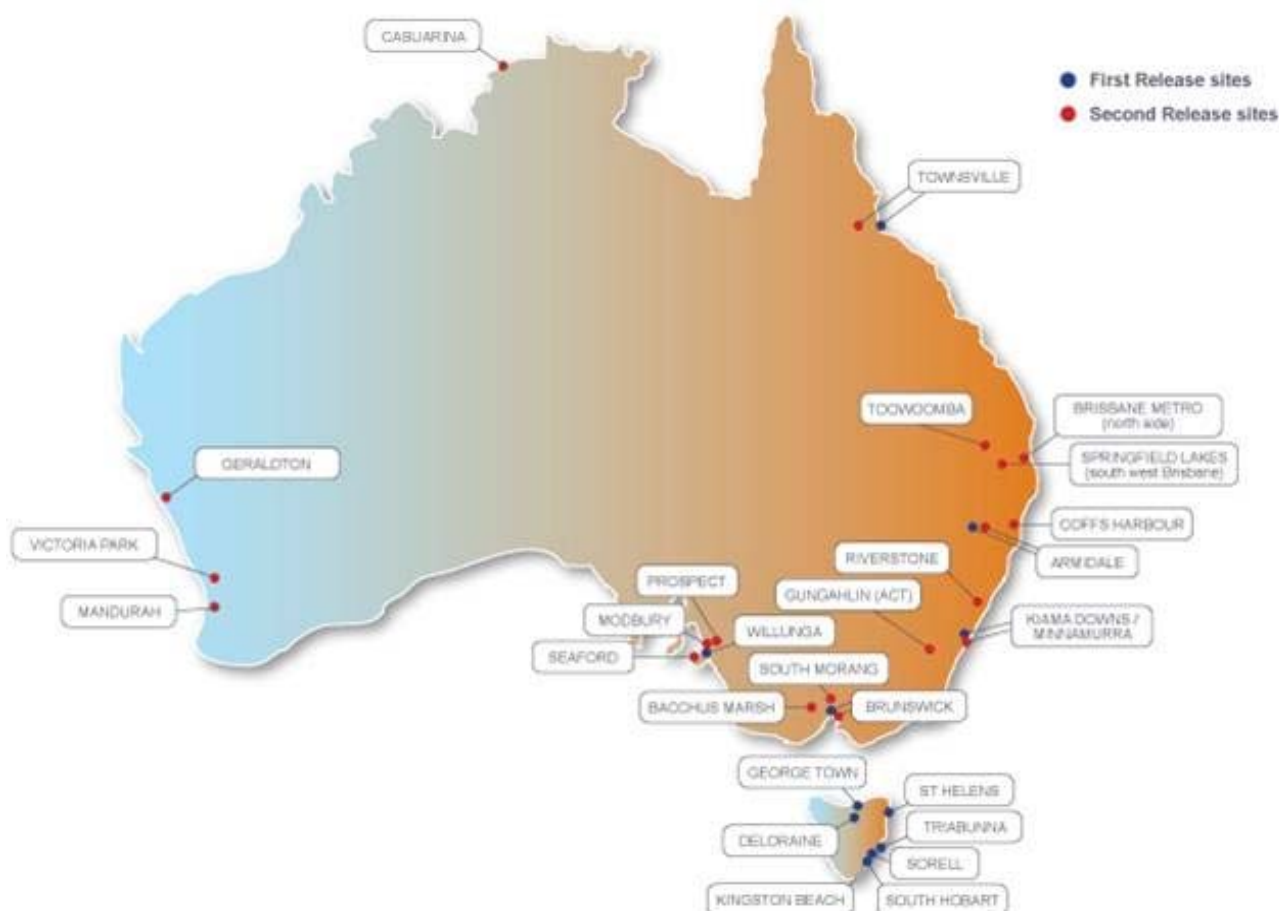 CASUARINA
First Release sites
Second Release sites
TOWNSVILLE
TOOWOOMBA
BRISBANE METRO
(north side)
SPRINGFIELD LAKES
(south west Brisbane)
GERALDTON
COFFS HARBOUR
VICTORIA PARK
RIVERSTONE
ARMIDALE
PROSPECT
GUNGAHLIN (ACT)
MANDURAH
MODBURY
WILLUNGA
KIAMA DOWNS /
MINNAMURRA
SEAFORD
SOUTH MORANG
BACCHUS MARSH
BRUNSWICK
GEORGE TOWN
ST HELENS
TRIABUNNA
DELORAINE
SORELL
KINGSTON BEACH
SOUTH HOBART